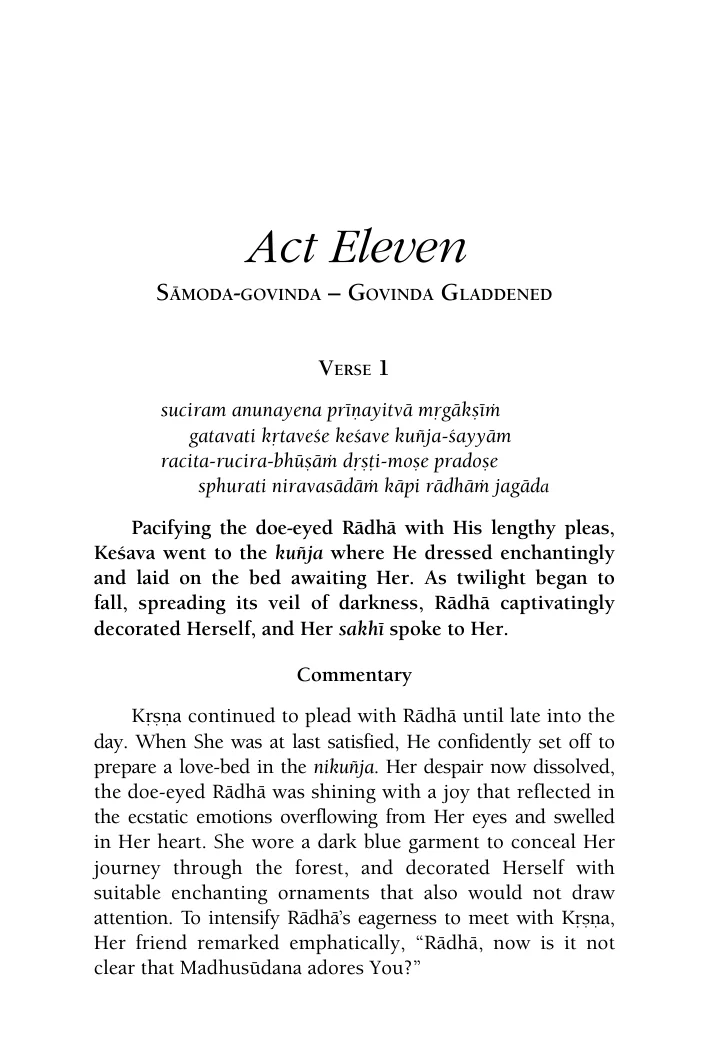 Act Eleven
Sāmoda-govinda – Govinda Gladdened
Verse 1
suciram anunayena prīṇayitvā mṛgākṣīṁ
gatavati kṛtaveśe keśave kuñja-śayyām
racita-rucira-bhūṣāṁ dṛṣṭi-moṣe pradoṣe
sphurati niravasādāṁ kāpi rādhāṁ jagāda
Pacifying the doe-eyed Rādhā with His lengthy pleas,
Keśava went to the kuñja where He dressed enchantingly
and laid on the bed awaiting Her. As twilight began to
fall, spreading its veil of darkness, Rādhā captivatingly
decorated Herself, and Her sakhī spoke to Her.
Commentary
Kṛṣṇa continued to plead with Rādhā until late into the
day. When She was at last satisfied, He confidently set off to
prepare a love-bed in the nikuñja. Her despair now dissolved,
the doe-eyed Rādhā was shining with a joy that reflected in
the ecstatic emotions overflowing from Her eyes and swelled
in Her heart. She wore a dark blue garment to conceal Her
journey through the forest, and decorated Herself with
suitable enchanting ornaments that also would not draw
attention. To intensify Rādhā’s eagerness to meet with Kṛṣṇa,
Her friend remarked emphatically, “Rādhā, now is it not
clear that Madhusūdana adores You?”